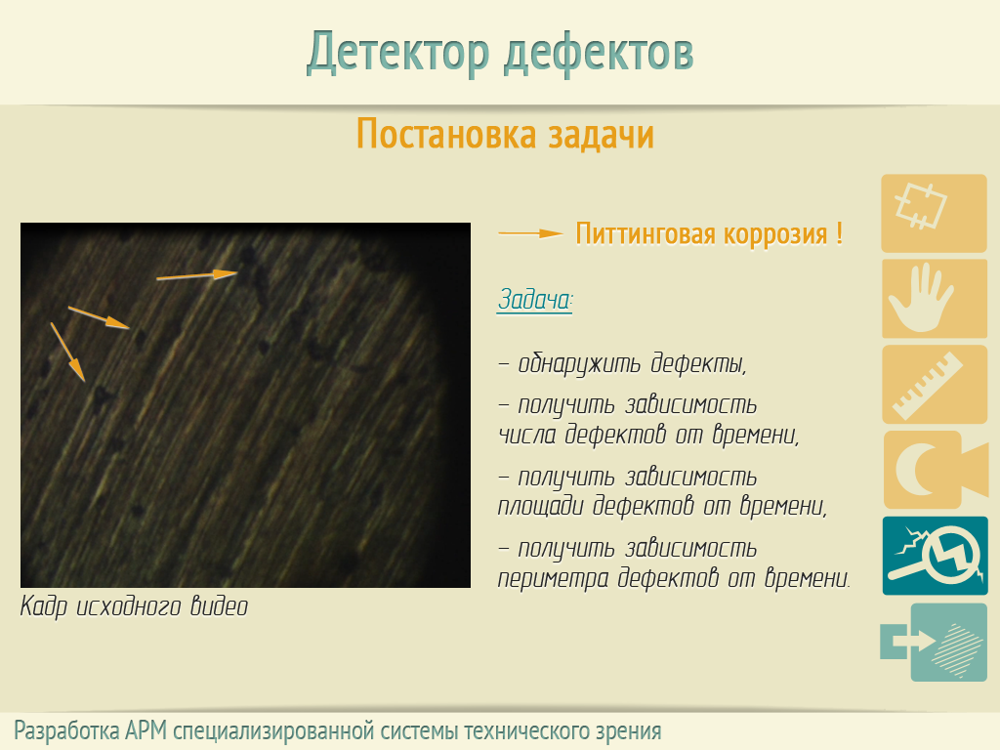 Детектор дефектов
Постановка задачи
Питтинговая коррозия !
Задача:
– обнаружить дефекты,
– получить зависимость
числа дефектов от времени,
– получить зависимость
площади дефектов от времени,
– получить зависимость
периметра дефектов от времени.
Кадр исходного видео
Разработка АРМ специализированной системы технического зрения